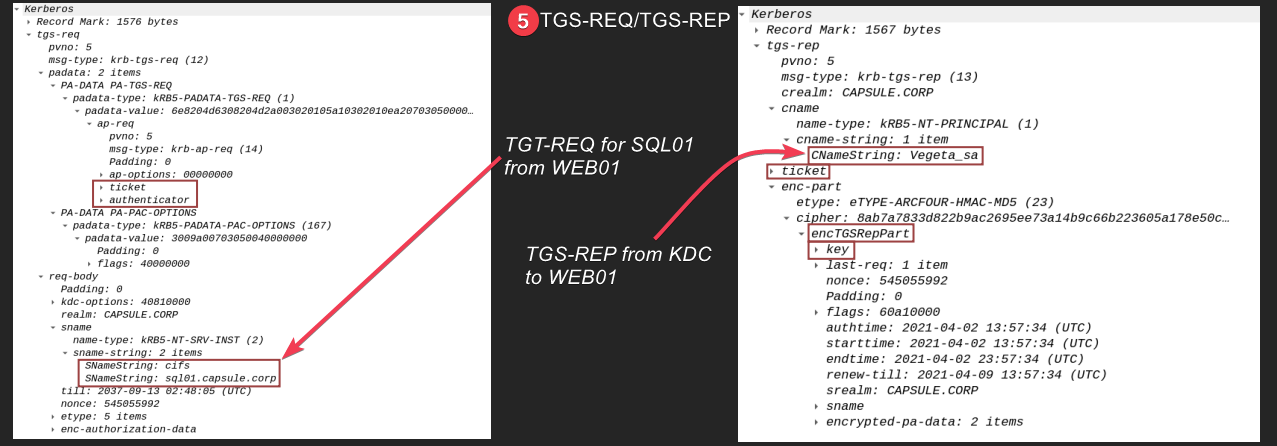 Kerberos
Record Mark: 1576 bytes
tgs-req
pvno: 5
msg-type: krb-tgs-req (12)
padata: 2 items
PA-DATA PA-TGS-REQ
padata-type: kRB5-PADATA-TGS-REQ (1)
padata-value: 6e8204d6308204d2a003020105a10302010ea20703050000…
ap-req
pvno: 5
msg-type: krb-ap-req (14)
Padding: 0
ap-options: 00000000
ticket
authenticator
PA-DATA PA-PAC-OPTIONS
padata-type: kRB5-PADATA-PAC-OPTIONS (167)
padata-value: 3009a00703050040000000
Padding: 0
flags: 40000000
req-body
Padding: 0
kdc-options: 40810000
realm: CAPSULE.CORP
sname
name-type: kRB5-NT-SRV-INST (2)
sname-string: 2 items
SNameString: cifs
SNameString: sql01.capsule.corp
till: 2037-09-13 02:48:05 (UTC)
nonce: 545055992
etype: 5 items
enc-authorization-data
5 TGS-REQ/TGS-REP
TGT-REQ for SQL01
from WEB01
TGS-REP from KDC
to WEB01
Kerberos
Record Mark: 1567 bytes
tgs-rep
pvno: 5
msg-type: krb-tgs-rep (13)
crealm: CAPSULE.CORP
cname
name-type: kRB5-NT-PRINCIPAL (1)
cname-string: 1 item
CNameString: Vegeta_sa
ticket
enc-part
etype: eTYPE-ARCFOUR-HMAC-MD5 (23)
cipher: 8ab7a7833d822b9ac2695ee73a14b9c66b223605a178e50c…
encTGSRepPart
key
last-req: 1 item
nonce: 545055992
Padding: 0
flags: 60a10000
authtime: 2021-04-02 13:57:34 (UTC)
starttime: 2021-04-02 13:57:34 (UTC)
endtime: 2021-04-02 23:57:34 (UTC)
renew-till: 2021-04-09 13:57:34 (UTC)
srealm: CAPSULE.CORP
sname
encrypted-pa-data: 2 items